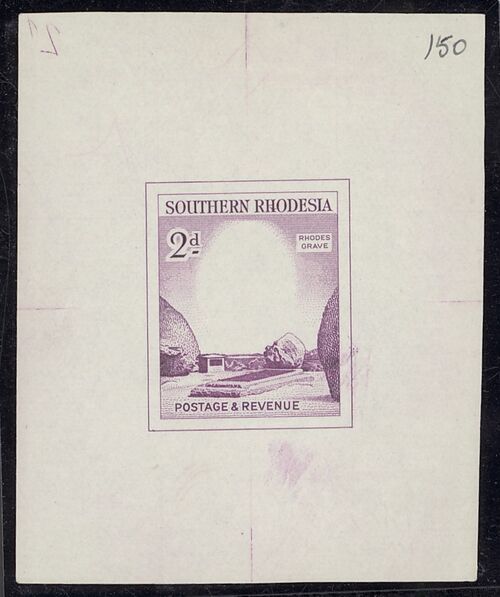 150
SOUTHERN RHODESIA
2d
RHODES
GRAVE
POSTAGE & REVENUE